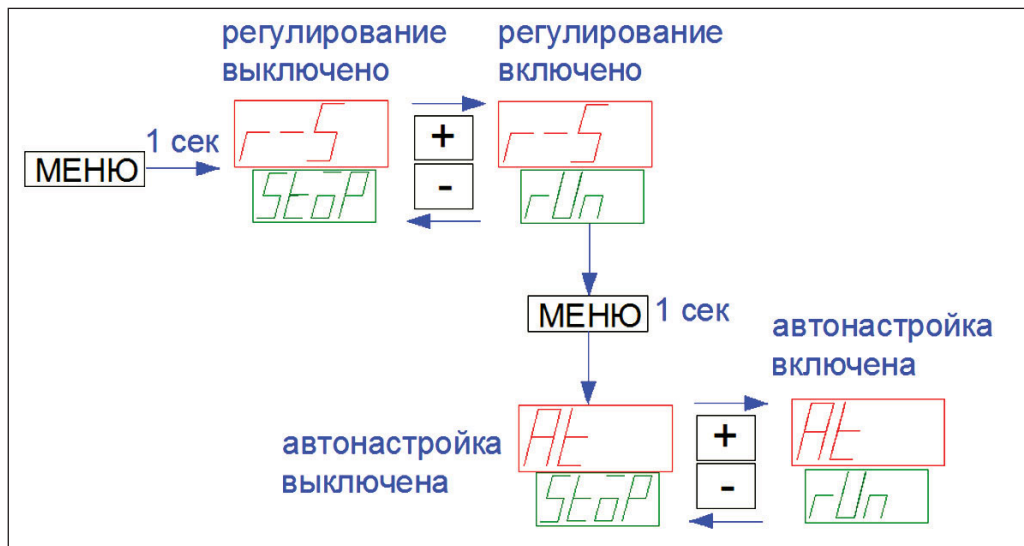 регулирование
выключено
регулирование
включено
МЕНЮ
1 сек
r--S
StoP
+
-
r--S
rUn
МЕНЮ
1 сек
автонастройка
выключена
At
StoP
+
-
автонастройка
включена
At
rUn